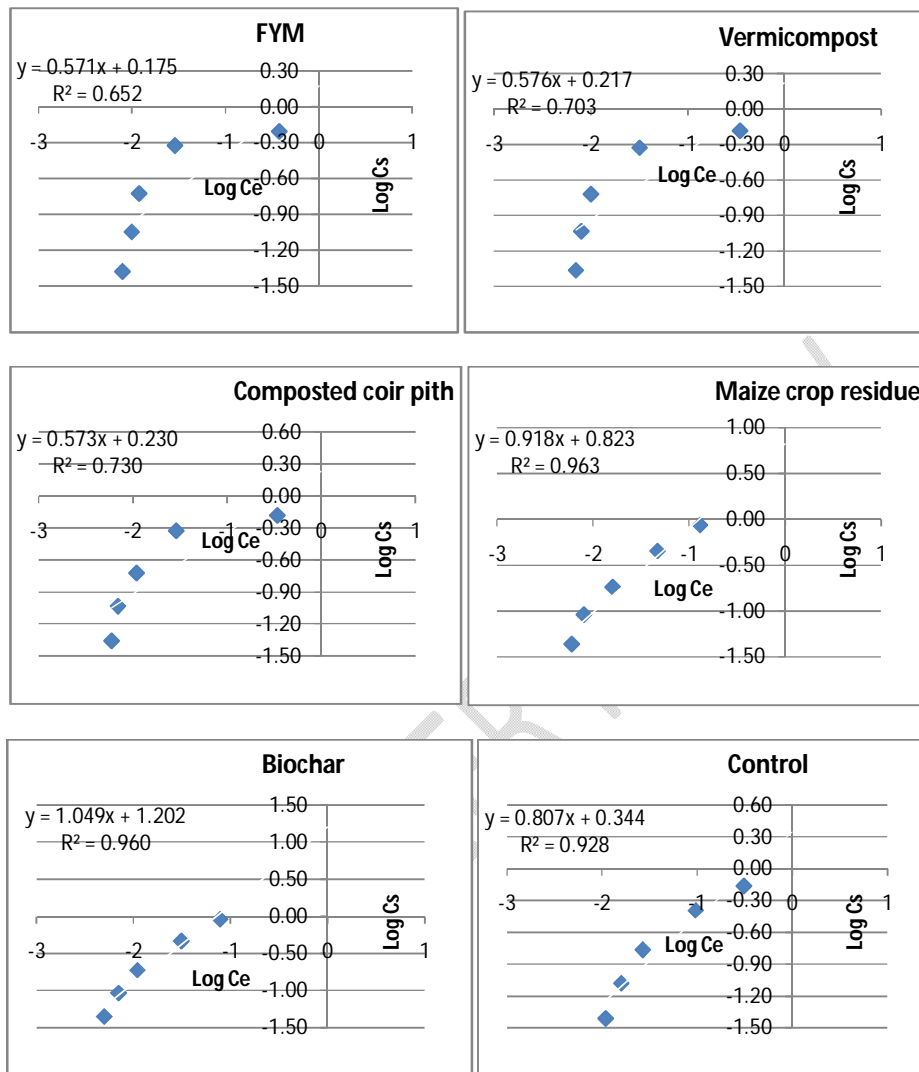 FYM
y = 0.571x + 0.175
R² = 0.652
0.30
0.00
-0.30
-0.60
-0.90
-1.20
-1.50
-3 -2 -1 0 1
Log Ce
Log Cs
Vermicompost
y = 0.576x + 0.217
R² = 0.703
0.30
0.00
-0.30
-0.60
-0.90
-1.20
-1.50
-3 -2 -1 0 1
Log Ce
Log Cs
Composted coir pith
y = 0.573x + 0.230
R² = 0.730
0.60
0.30
0.00
-0.30
-0.60
-0.90
-1.20
-1.50
-3 -2 -1 0 1
Log Ce
Log Cs
Maize crop residue
y = 0.918x + 0.823
R² = 0.963
1.00
0.50
0.00
-0.50
-1.00
-1.50
-3 -2 -1 0 1
Log Ce
Log Cs
Biochar
y = 1.049x + 1.202
R² = 0.960
1.50
1.00
0.50
0.00
-0.50
-1.00
-1.50
-3 -2 -1 0 1
Log Ce
Log Cs
Control
y = 0.807x + 0.344
R² = 0.928
0.60
0.30
0.00
-0.30
-0.60
-0.90
-1.20
-1.50
-3 -2 -1 0 1
Log Ce
Log Cs